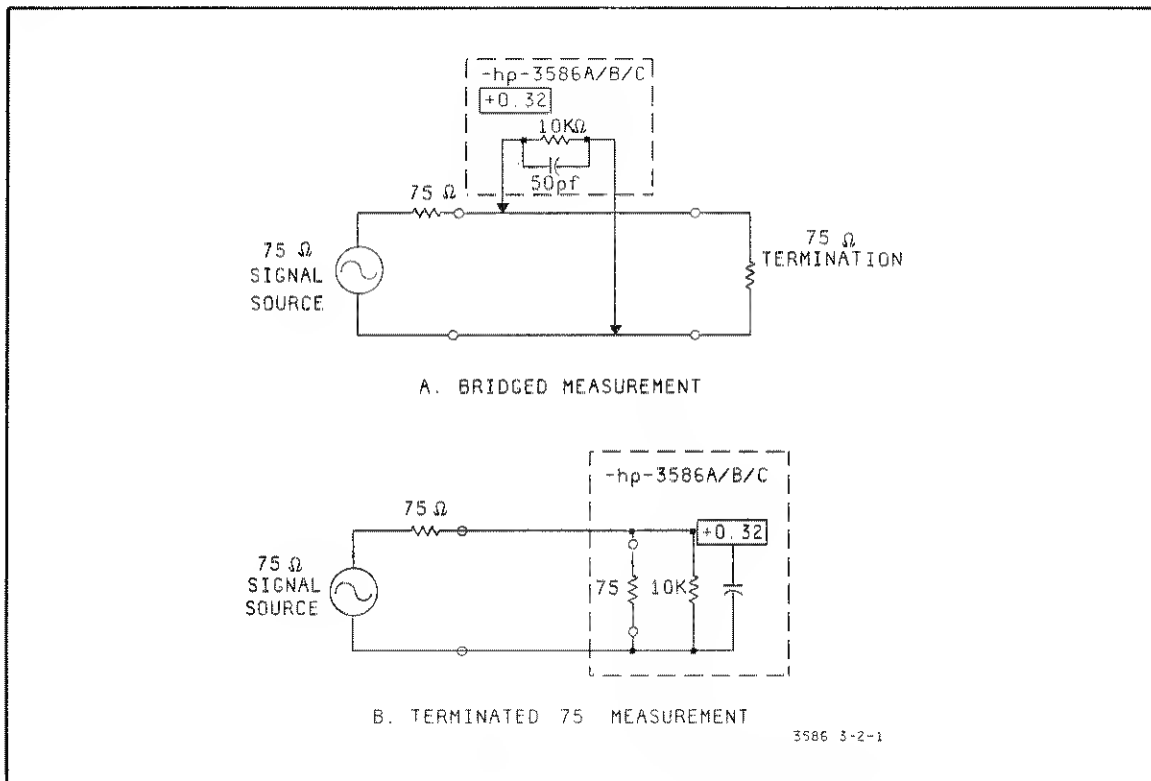 -hp-3586A/B/C
+0.32
10KΩ
50pf
75 Ω
75 Ω
SIGNAL
SOURCE
75 Ω
TERMINATION
A. BRIDGED MEASUREMENT
-hp-3586A/B/C
75 Ω
+0.32
75 Ω
SIGNAL
SOURCE
75 10K
B. TERMINATED 75 MEASUREMENT
3586 3-2-1